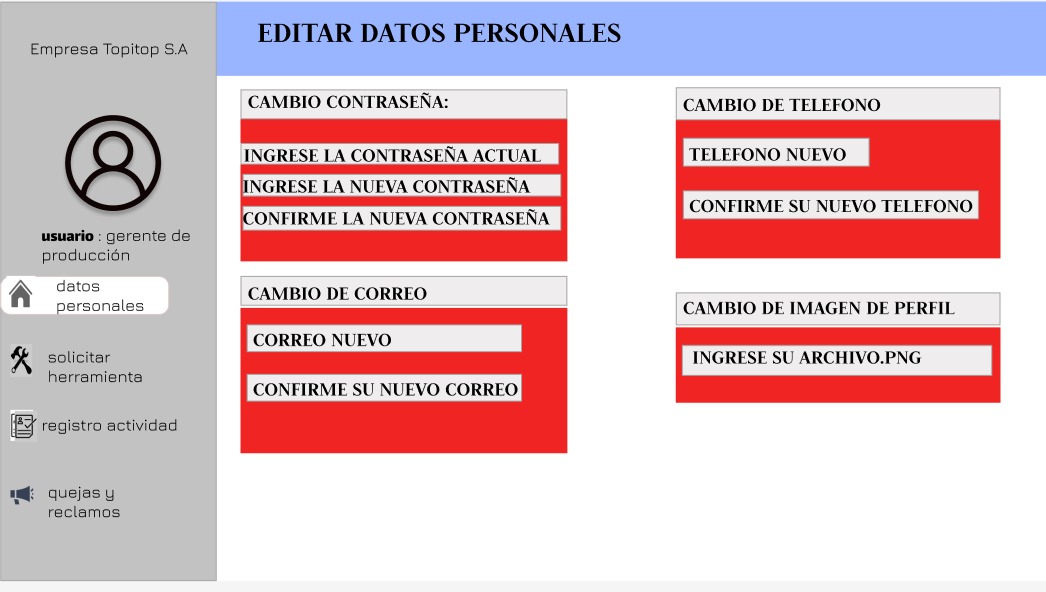 Empresa Topitop S.A
usuario : gerente de
producción
datos
personales
solicitar
herramienta
registro actividad
quejas y
reclamos
EDITAR DATOS PERSONALES
CAMBIO CONTRASEÑA:
INGRESE LA CONTRASEÑA ACTUAL
INGRESE LA NUEVA CONTRASEÑA
CONFIRME LA NUEVA CONTRASEÑA
CAMBIO DE CORREO
CORREO NUEVO
CONFIRME SU NUEVO CORREO
CAMBIO DE TELEFONO
TELEFONO NUEVO
CONFIRME SU NUEVO TELEFONO
CAMBIO DE IMAGEN DE PERFIL
INGRESE SU ARCHIVO.PNG